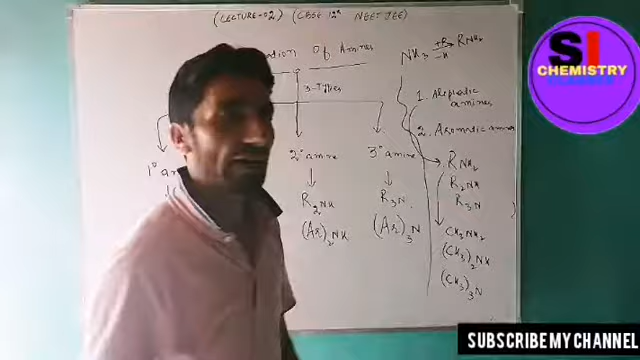 (LECTURE-02) (CBSE 12th NEET JEE)
Of Amines
3-Types
2° amine
3° amine
R2NH
R3N
(Ar)2NH
(Ar)3N
NH3 +R -H RNH2
1. Aliphatic
amines
2. Aromatic amines
RNH2
R2NH
R3N
CH3NH2
(CH3)2NH
(CH3)3N
SI
CHEMISTRY
SUBSCRIBE MY CHANNEL